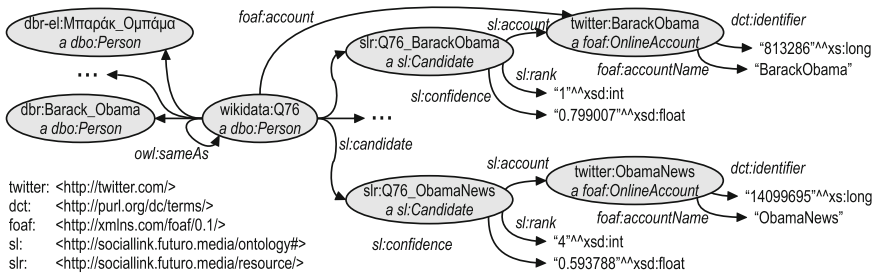 dbr-el:Μπαράκ_Ομπάμα
a dbo:Person
...
dbr:Barack_Obama
a dbo:Person
owl:sameAs
wikidata:Q76
a dbo:Person
foaf:account
slr:Q76_BarackObama
a sl:Candidate
sl:account
twitter:BarackObama
a foaf:OnlineAccount
dct:identifier
"813286"^^xs:long
foaf:accountName
"BarackObama"
sl:rank
"1"^^xsd:int
sl:confidence
"0.799007"^^xsd:float
...
sl:candidate
slr:Q76_ObamaNews
a sl:Candidate
sl:account
twitter:ObamaNews
a foaf:OnlineAccount
dct:identifier
"14099695"^^xs:long
foaf:accountName
"ObamaNews"
sl:rank
"4"^^xsd:int
sl:confidence
"0.593788"^^xsd:float
twitter: <http://twitter.com/>
dct: <http://purl.org/dc/terms/>
foaf: <http://xmlns.com/foaf/0.1/>
sl: <http://sociallink.futuro.media/ontology#>
slr: <http://sociallink.futuro.media/resource/>